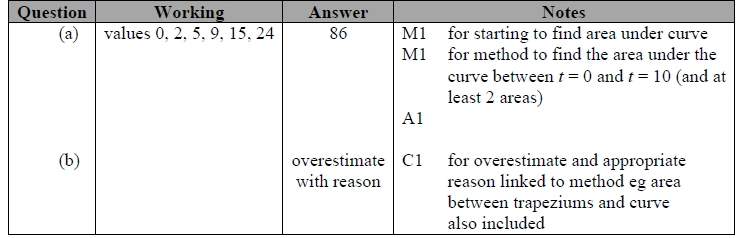 Question Working Answer Notes
(a) values 0, 2, 5, 9, 15, 24 86 M1 for starting to find area under curve
M1 for method to find the area under the
curve between t = 0 and t = 10 (and at
least 2 areas)
A1
(b) overestimate C1 for overestimate and appropriate
with reason reason linked to method eg area
between trapeziums and curve
also included